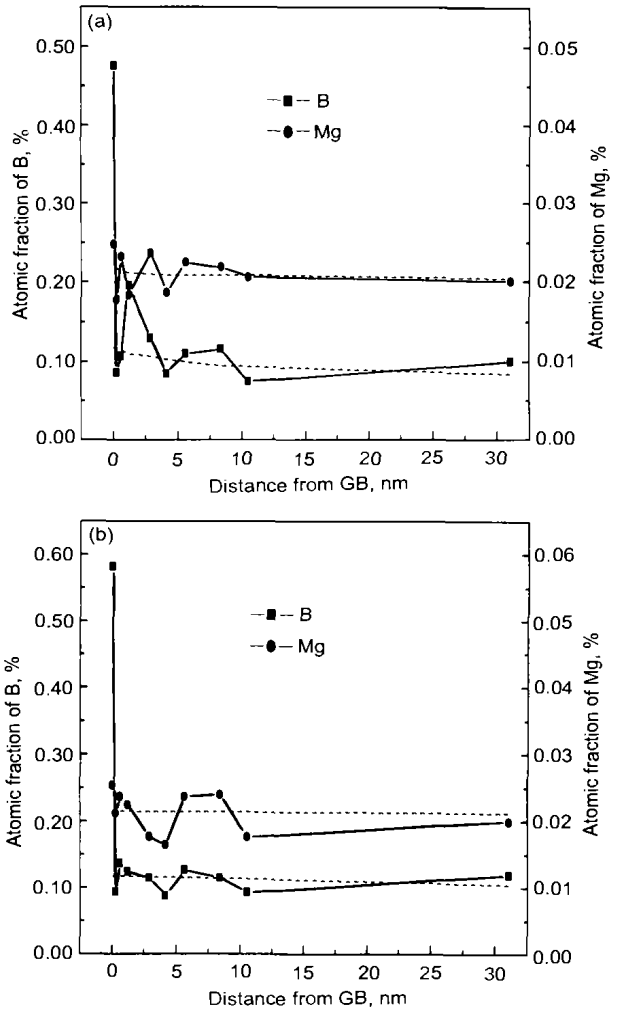 (a)
0.50
0.40
0.30
0.20
0.10
0.00
Atomic fraction of B, %
0.05
0.04
0.03
0.02
0.01
0.00
Atomic fraction of Mg, %
B
Mg
0 5 10 15 20 25 30
Distance from GB, nm
(b)
0.60
0.50
0.40
0.30
0.20
0.10
0.00
Atomic fraction of B, %
0.06
0.05
0.04
0.03
0.02
0.01
0.00
Atomic fraction of Mg, %
B
Mg
0 5 10 15 20 25 30
Distance from GB, nm